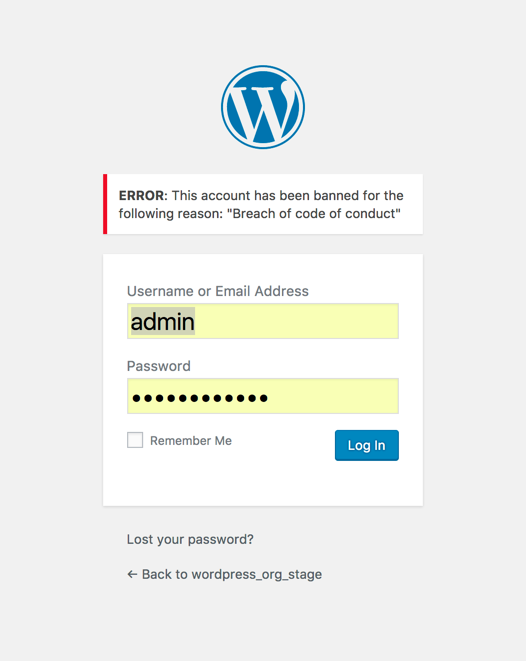 ERROR: This account has been banned for the
following reason: "Breach of code of conduct"
Username or Email Address
admin
Password
••••••••••••
Remember Me
Log In
Lost your password?
← Back to wordpress_org_stage